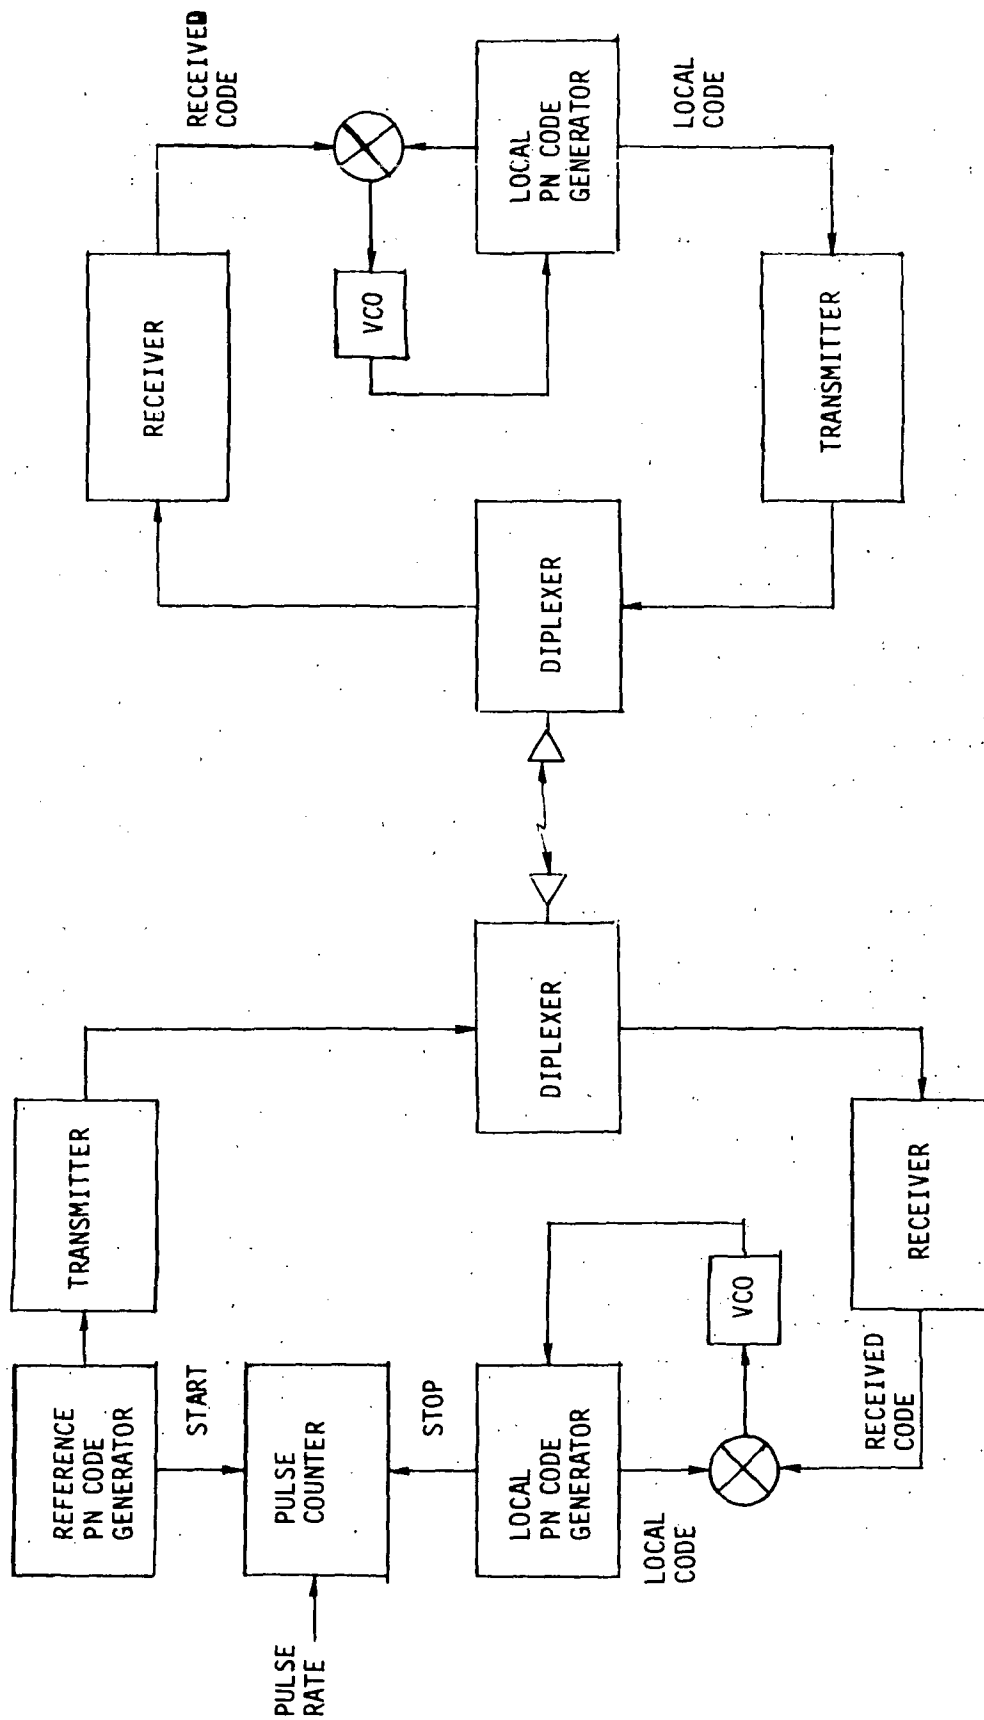 REFERENCE
PN CODE
GENERATOR
TRANSMITTER
START
PULSE
RATE
PULSE
COUNTER
STOP
LOCAL
PN CODE
GENERATOR
LOCAL
CODE
VCO
RECEIVED
CODE
RECEIVER
DIPLEXER
DIPLEXER
RECEIVER
RECEIVED
CODE
VCO
LOCAL
PN CODE
GENERATOR
LOCAL
CODE
TRANSMITTER